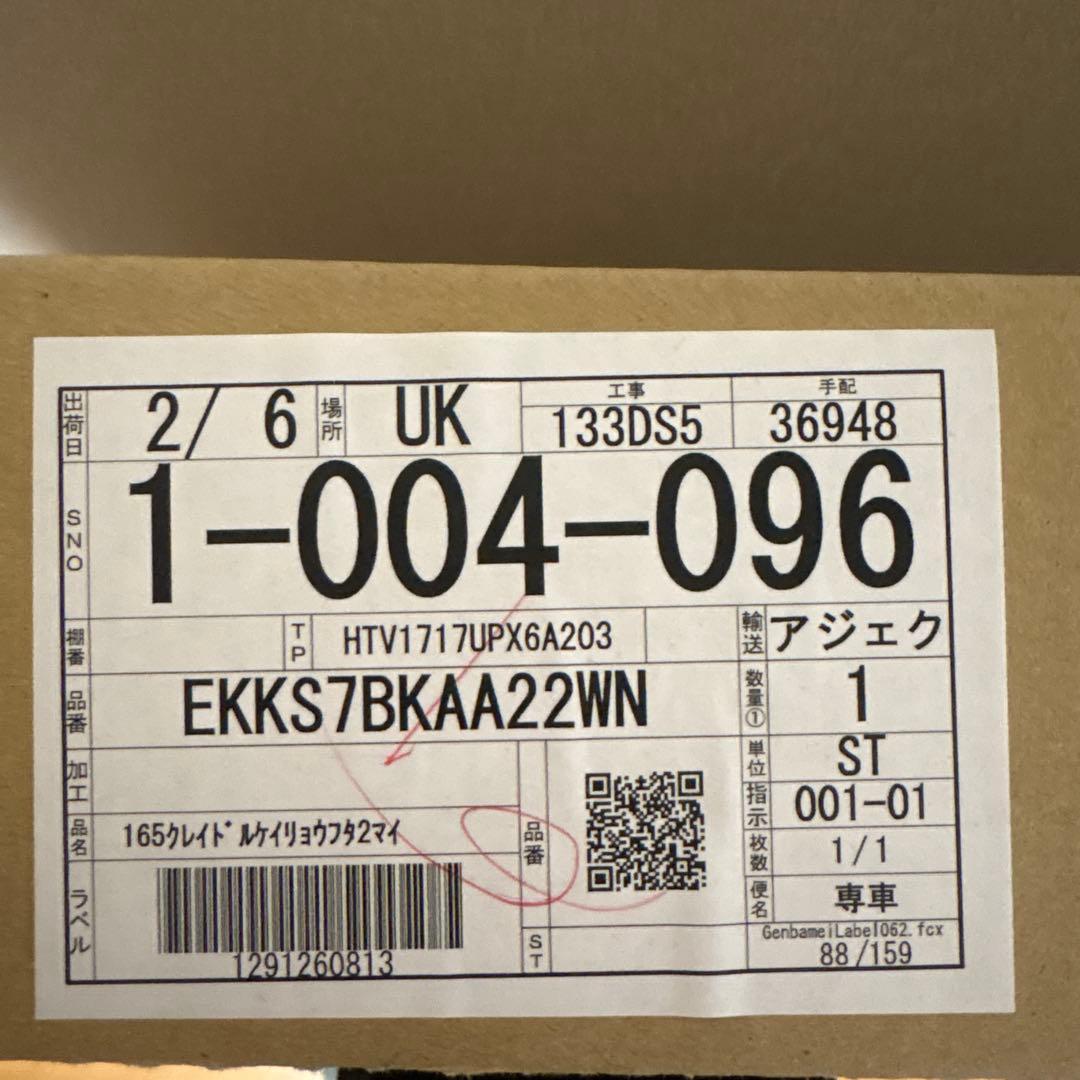 出荷日 2/ 6 場所 UK 工事 133DS5 手配 36948
SNO 1-004-096
棚番 TP HTV1717UPX6A203 輸送 アジェク
品番 EKKS7BKAA22WN 数量① 1
加工 単位 ST
指示 001-01
品名 165クレイドルケイリョウフタ2マイ 品番 枚数 1/1
ラベル 便名 専車
1291260813 ST GenbameiLabel062.fcx
88/159